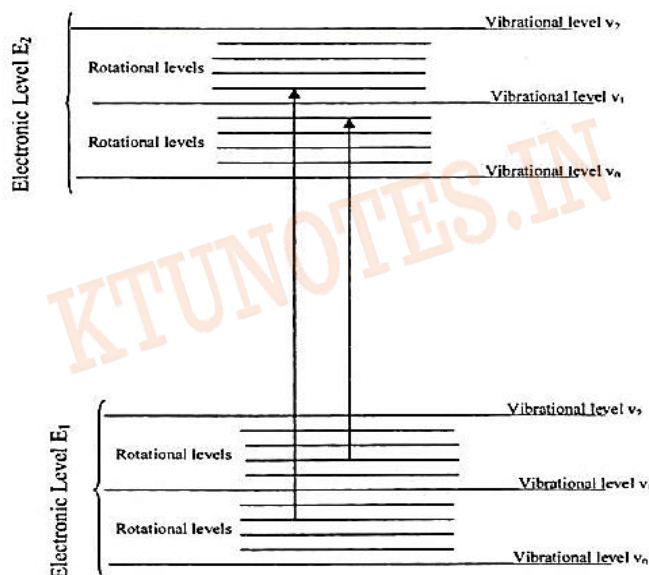 Vibrational level v₂
Electronic Level E₂
Rotational levels
Vibrational level v₁
Rotational levels
Vibrational level v₀
KTUNOTES.IN
Vibrational level v₂
Electronic Level E₁
Rotational levels
Vibrational level v
Rotational levels
Vibrational level v₀